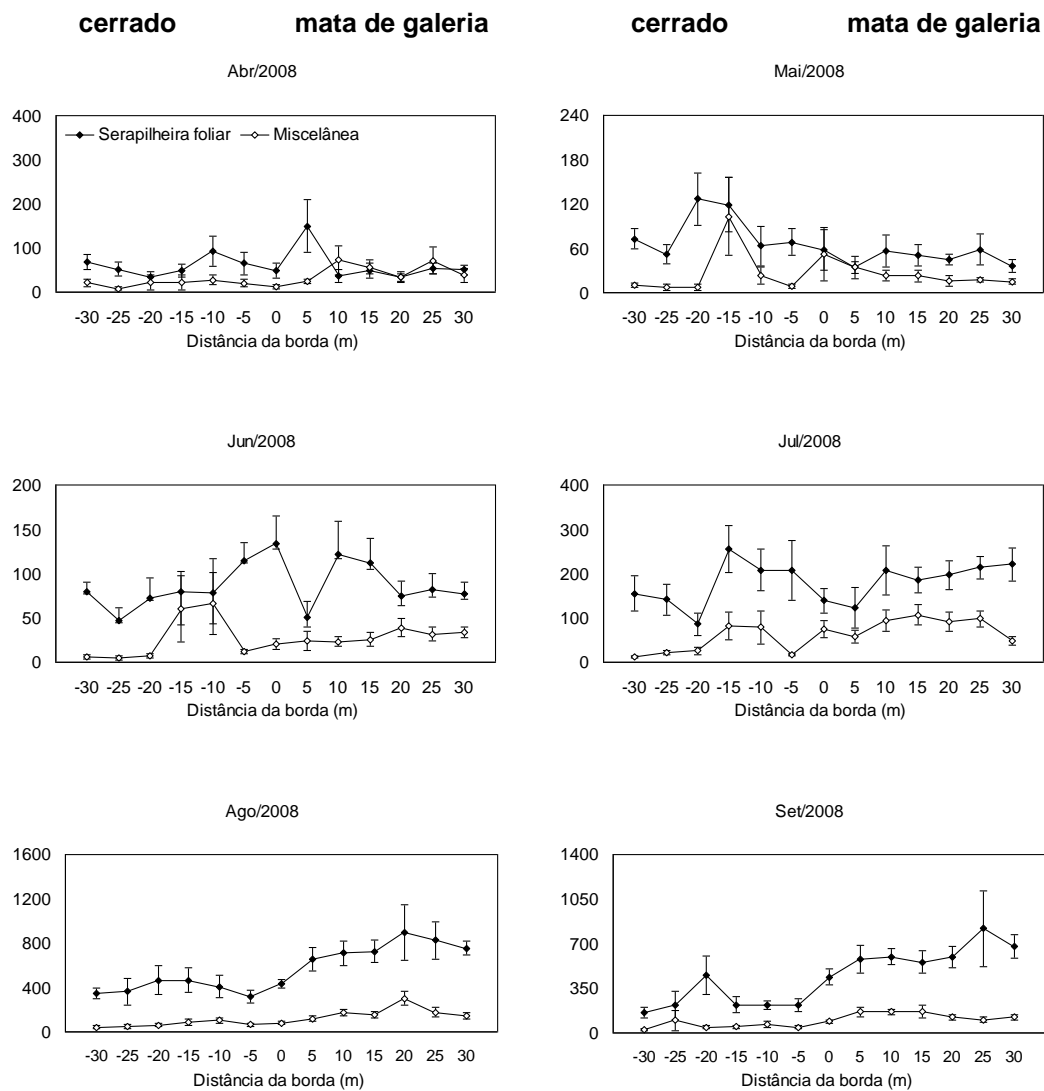 cerrado mata de galeria cerrado mata de galeria
Abr/2008 Mai/2008
400
300
200
100
0
Serapilheira foliar Miscelânea
-30 -25 -20 -15 -10 -5 0 5 10 15 20 25 30
Distância da borda (m)
240
180
120
60
0
-30 -25 -20 -15 -10 -5 0 5 10 15 20 25 30
Distância da borda (m)
Jun/2008 Jul/2008
200
150
100
50
0
-30 -25 -20 -15 -10 -5 0 5 10 15 20 25 30
Distância da borda (m)
400
300
200
100
0
-30 -25 -20 -15 -10 -5 0 5 10 15 20 25 30
Distância da borda (m)
Ago/2008 Set/2008
1600
1200
800
400
0
-30 -25 -20 -15 -10 -5 0 5 10 15 20 25 30
Distância da borda (m)
1400
1050
700
350
0
-30 -25 -20 -15 -10 -5 0 5 10 15 20 25 30
Distância da borda (m)